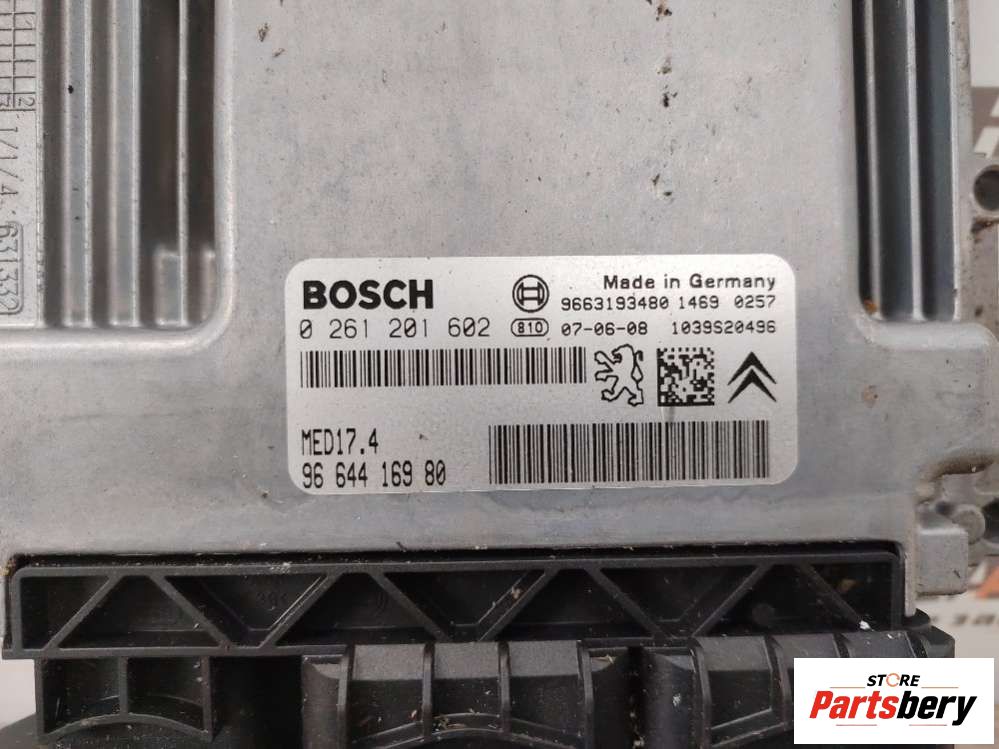 BOSCH
Made in Germany
9663193480 1469 0257
0 261 201 602 810 07-06-08 1039S20496
MED17.4
96 644 169 80
STORE
Partsbery